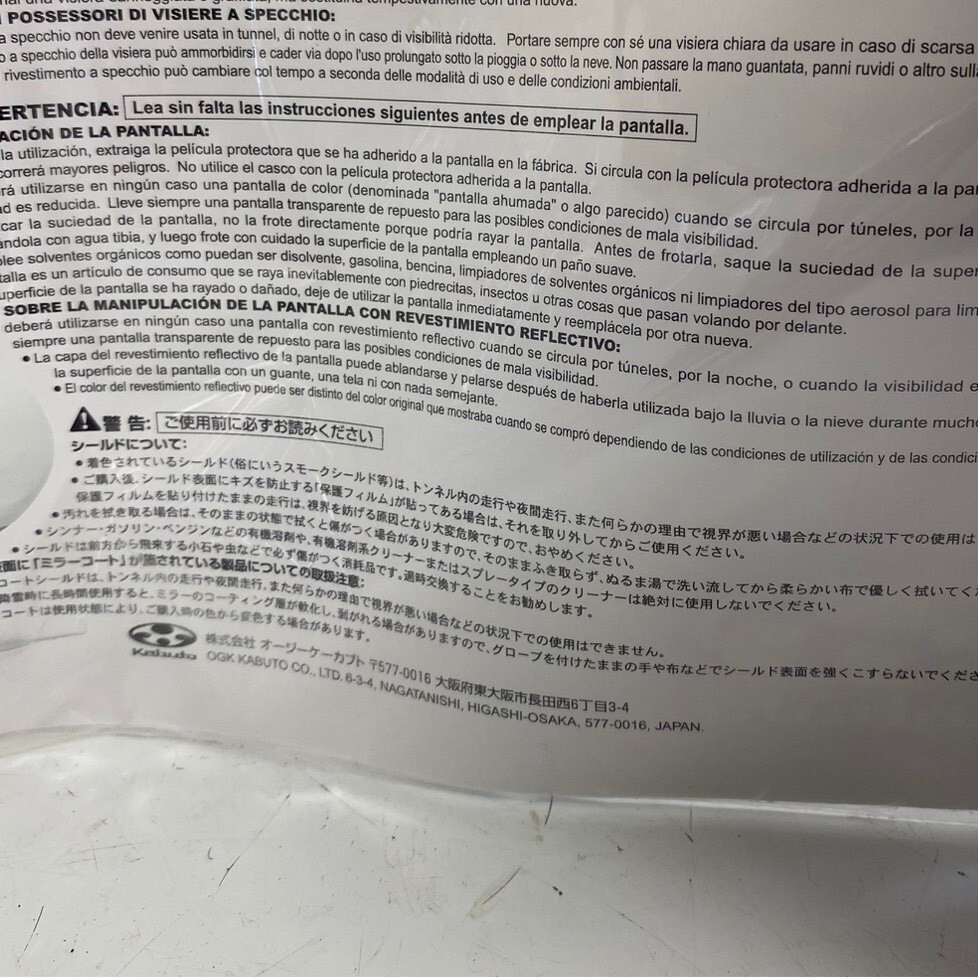 con una nuova.
POSSESSORI DI VISIERE A SPECCHIO:
a specchio non deve venire usata in tunnel, di notte o in caso di visibilità ridotta. Portare sempre con sé una visiera chiara da usare in caso di scarsa
o a specchio della visiera può ammorbidirsi e cader via dopo l'uso prolungato sotto la pioggia o sotto la neve. Non passare la mano guantata, panni ruvidi o altro sull
rivestimento a specchio può cambiare col tempo a seconda delle modalità di uso e delle condizioni ambientali.
ERTENCIA: Lea sin falta las instrucciones siguientes antes de emplear la pantalla.
ACIÓN DE LA PANTALLA:
la utilización, extraiga la película protectora que se ha adherido a la pantalla en la fábrica. Si circula con la película protectora adherida a la pan
correrá mayores peligros. No utilice el casco con la película protectora adherida a la pantalla.
rá utilizarse en ningún caso una pantalla de color (denominada "pantalla ahumada" o algo parecido) cuando se circula por túneles, por la
ad es reducida. Lleve siempre una pantalla transparente de repuesto para las posibles condiciones de mala visibilidad.
car la suciedad de la pantalla, no la frote directamente porque podría rayar la pantalla. Antes de frotarla, saque la suciedad de la super
ándola con agua tibia, y luego frote con cuidado la superficie de la pantalla empleando un paño suave.
plee solventes orgánicos como puedan ser disolvente, gasolina, bencina, limpiadores de solventes orgánicos ni limpiadores del tipo aerosol para lim
talla es un artículo de consumo que se raya inevitablemente con piedrecitas, insectos u otras cosas que pasan volando por delante.
uperficie de la pantalla se ha rayado o dañado, deje de utilizar la pantalla inmediatamente y reemplácela por otra nueva.
SOBRE LA MANIPULACIÓN DE LA PANTALLA CON REVESTIMIENTO REFLECTIVO:
deberá utilizarse en ningún caso una pantalla con revestimiento reflectivo cuando se circula por túneles, por la noche, o cuando la visibilidad e
siempre una pantalla transparente de repuesto para las posibles condiciones de mala visibilidad.
• La capa del revestimiento reflectivo de la pantalla puede ablandarse y pelarse después de haberla utilizada bajo la lluvia o la nieve durante much
la superficie de la pantalla con un guante, una tela ni con nada semejante.
• El color del revestimiento reflectivo puede ser distinto del color original que mostraba cuando se compró dependiendo de las condiciones de utilización y de las condici
警告: ご使用前に必ずお読みください
シールドについて:
• 着色されているシールド(俗にいうスモークシールド等)は、トンネル内の走行や夜間走行、また何らかの理由で視界が悪い場合などの状況下での使用は
• ご購入後、シールド表面にキズを防止する「保護フィルム」が貼ってある場合は、それを取り外してからご使用ください。
保護フィルムを貼り付けたままの走行は、視界を妨げる原因となり大変危険ですので、おやめください。
• 汚れを拭き取る場合は、そのままの状態で拭くと傷がつく場合がありますので、そのままふき取らず、ぬるま湯で洗い流してから柔らかい布で優しく拭いてく
• シンナー・ガソリン・ベンジンなどの有機溶剤や、有機溶剤系クリーナーまたはスプレータイプのクリーナーは絶対に使用しないでください。
• シールドは前方から飛来する小石や虫などで必ず傷がつく消耗品です。適時交換することをお勧めします。
面に「ミラーコート」が施されている製品についての取扱注意:
コートシールドは、トンネル内の走行や夜間走行、また何らかの理由で視界が悪い場合などの状況下での使用はできません。
降雪時に長時間使用すると、ミラーのコーティング層が軟化し、剥がれる場合がありますので、グローブを付けたままの手や布などでシールド表面を強くこすらないでくださ
コートは使用状態により、ご購入時の色から変色する場合があります。
Kabuto 株式会社 オージーケーカブト 〒577-0016 大阪府東大阪市長田西6丁目3-4
OGK KABUTO CO., LTD. 6-3-4, NAGATANISHI, HIGASHI-OSAKA, 577-0016, JAPAN.